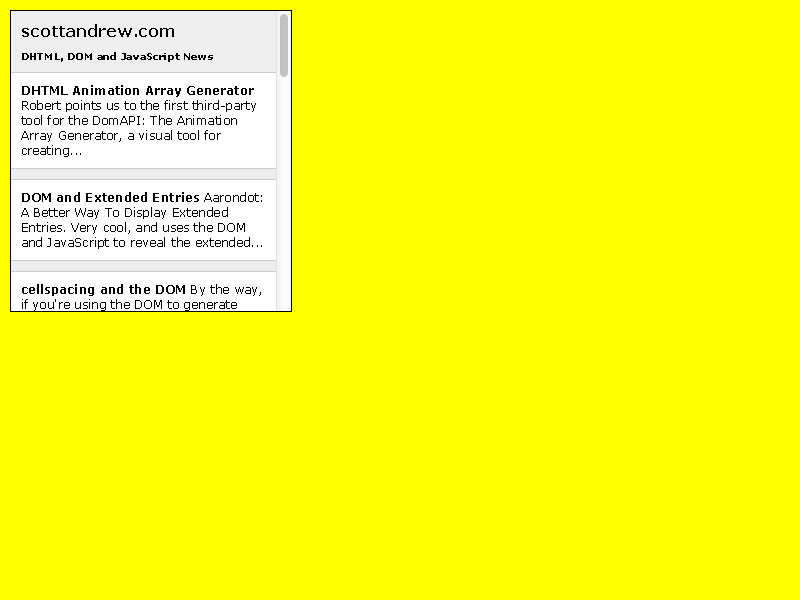 scottandrew.com
DHTML, DOM and JavaScript News
DHTML Animation Array Generator
Robert points us to the first third-party
tool for the DomAPI: The Animation
Array Generator, a visual tool for
creating...
DOM and Extended Entries Aarondot:
A Better Way To Display Extended
Entries. Very cool, and uses the DOM
and JavaScript to reveal the extended...
cellspacing and the DOM By the way,
if you're using the DOM to generate